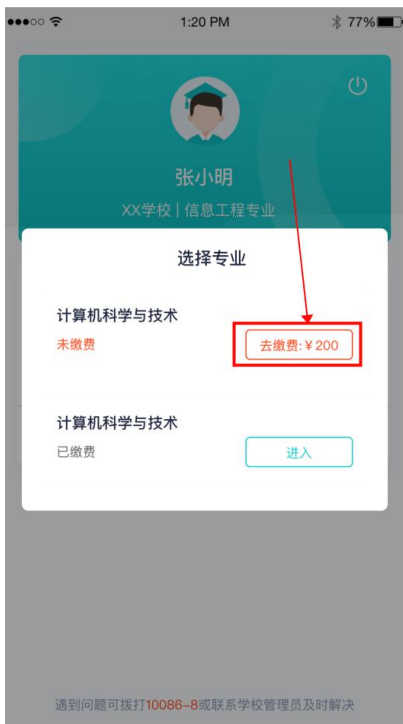 1:20 PM
77%
张小明
XX学校 | 信息工程专业
选择专业
计算机科学与技术
未缴费
去缴费:¥200
计算机科学与技术
已缴费
进入
遇到问题可拨打10086-8或联系学校管理员及时解决